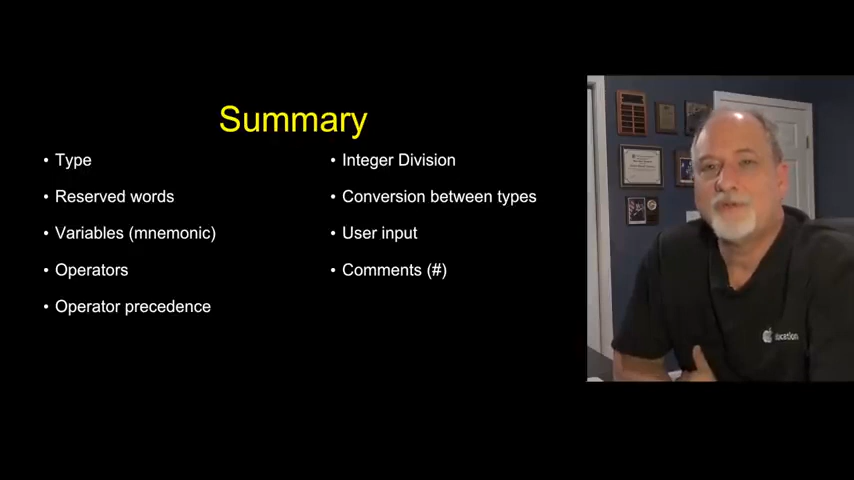 Summary
• Type
• Reserved words
• Variables (mnemonic)
• Operators
• Operator precedence
• Integer Division
• Conversion between types
• User input
• Comments (#)